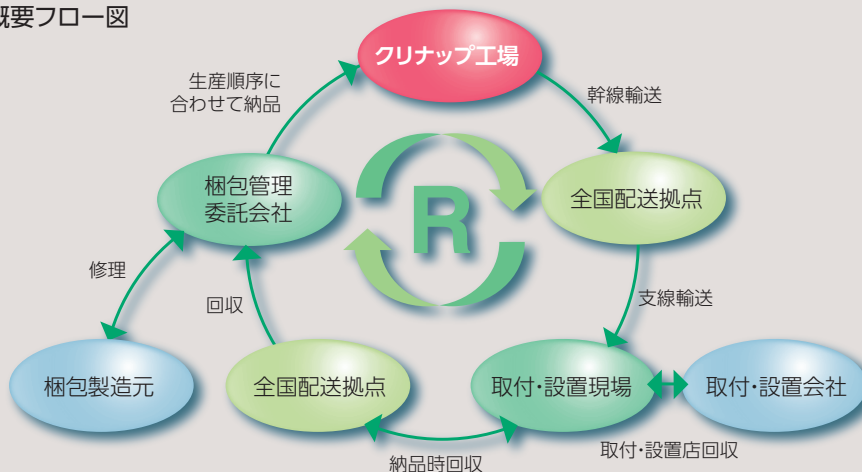 概要フロー図
クリナップ工場
生産順序に
合わせて納品
幹線輸送
梱包管理
委託会社
R
全国配送拠点
修理
回収
支線輸送
梱包製造元
全国配送拠点
取付・設置現場
取付・設置会社
納品時回収
取付・設置店回収